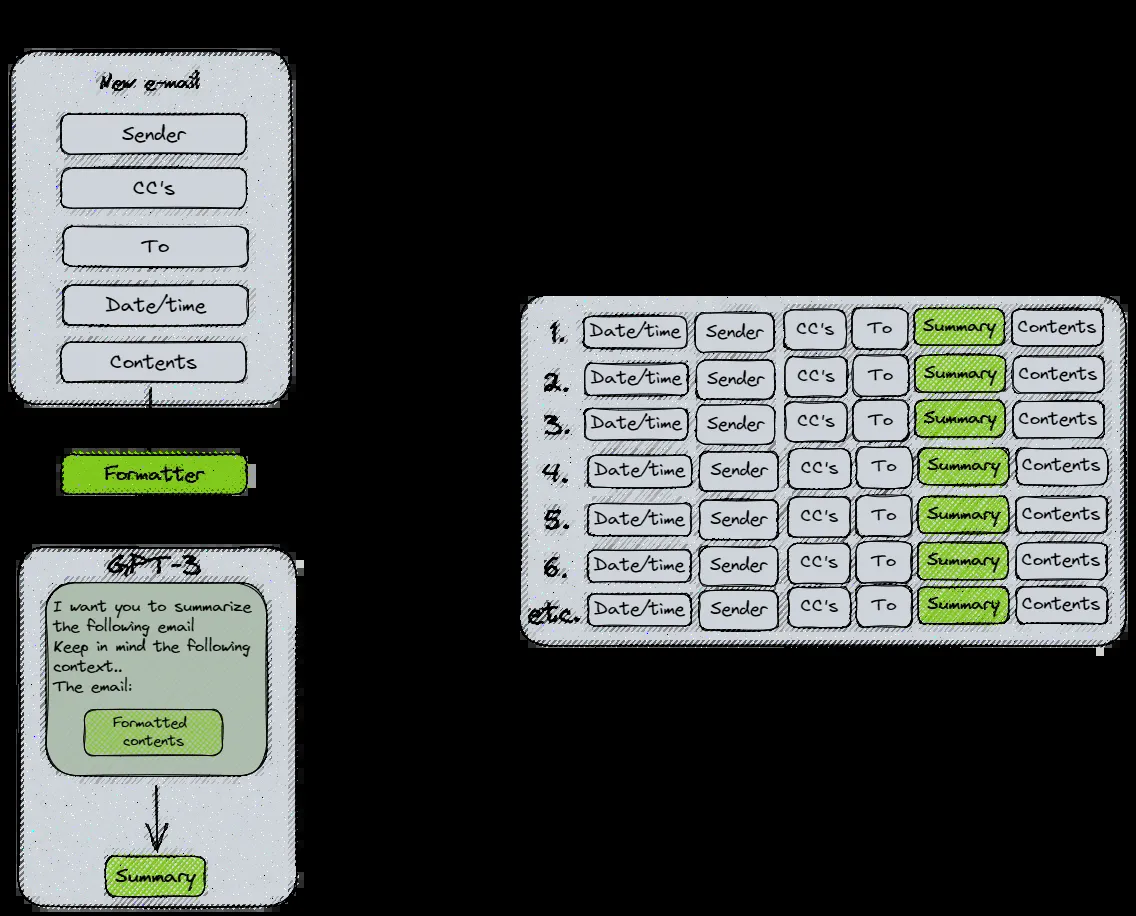 New e-mail
Sender
CC's
To
Date/time
Contents
Formatter
GPT-3
I want you to summarize
the following email
Keep in mind the following
context..
The email:
Formatted
contents
Summary
1. Date/time Sender CC's To Summary Contents
2. Date/time Sender CC's To Summary Contents
3. Date/time Sender CC's To Summary Contents
4. Date/time Sender CC's To Summary Contents
5. Date/time Sender CC's To Summary Contents
6. Date/time Sender CC's To Summary Contents
etc. Date/time Sender CC's To Summary Contents